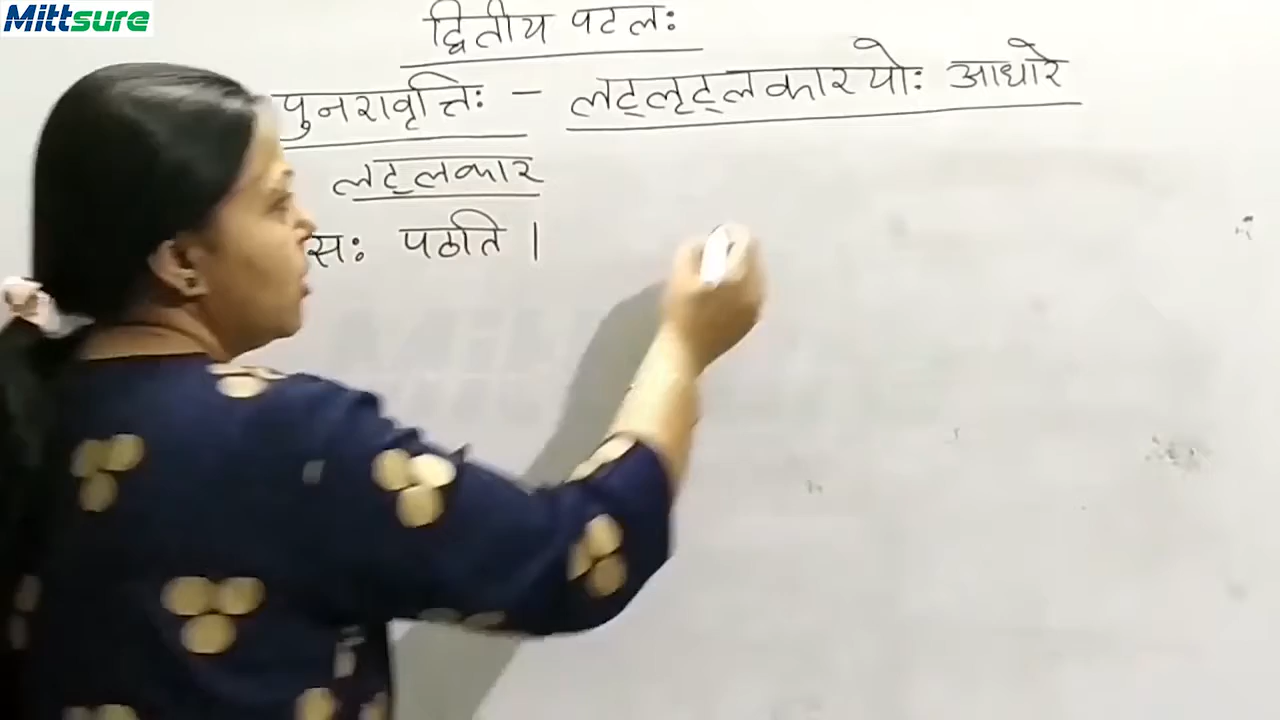 Mittsure
द्वितीय पटलः
पुनरावृत्तिः - लट्लृट्लकारयोः आधारे
लट्लकार
सः पठति ।